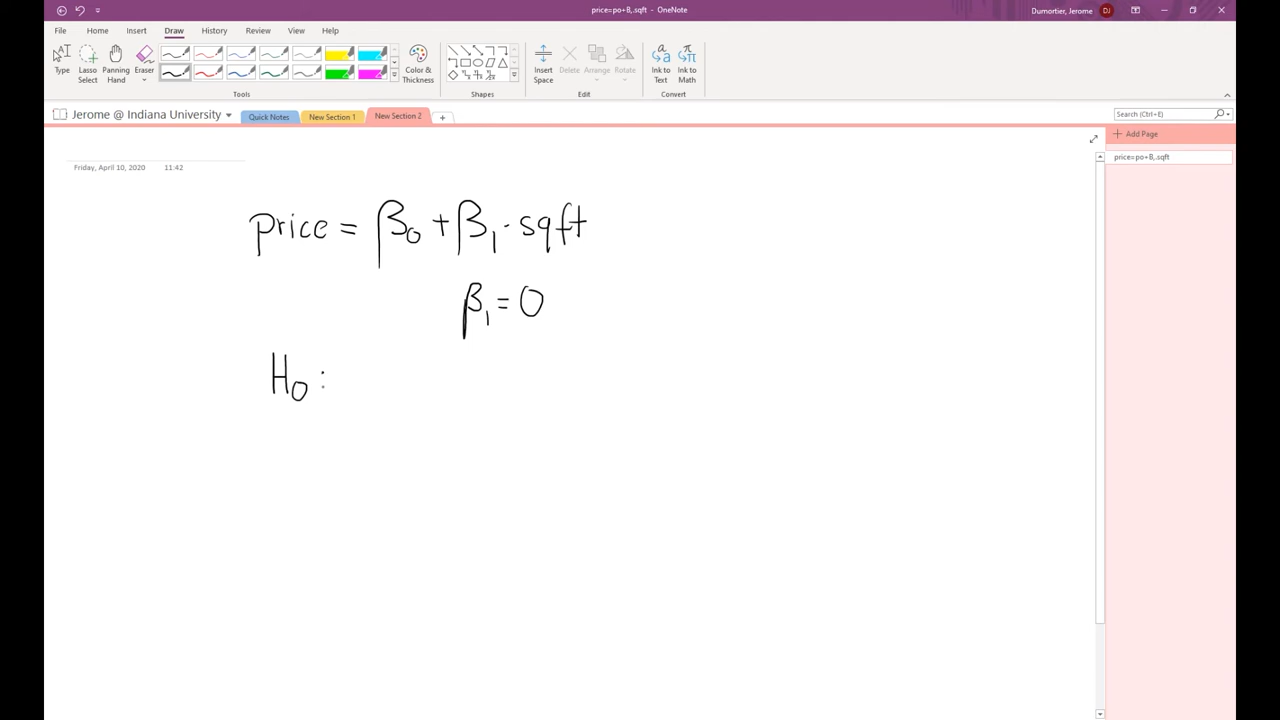 price=po+B,.sqft - OneNote
Dumortier, Jerome DJ
File Home Insert Draw History Review View Help
Type Lasso Select Panning Hand Eraser Color & Thickness Insert Space Delete Arrange Rotate Ink to Text Ink to Math
Tools Shapes Edit Convert
Jerome @ Indiana University Quick Notes New Section 1 New Section 2 + Search (Ctrl+E)
Add Page
price=po+B,.sqft
Friday, April 10, 2020 11:42
price = β₀ + β₁ · sqft
β₁ = 0
H₀ :